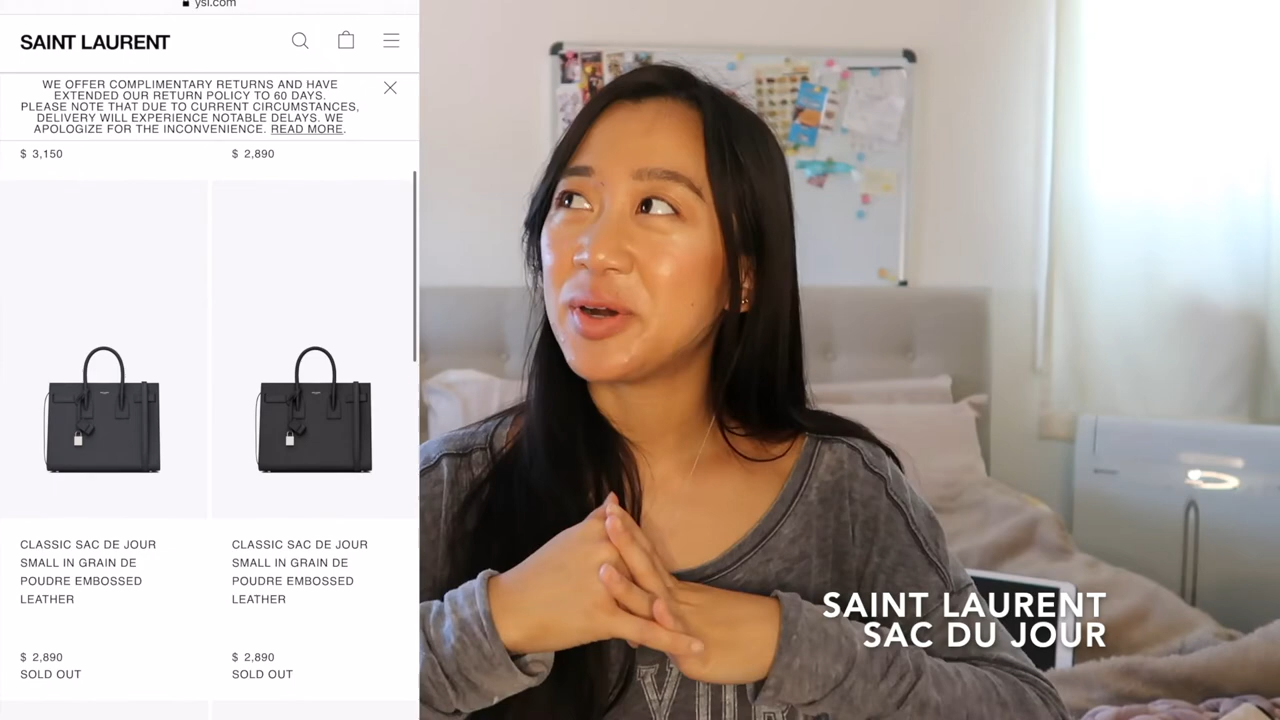 ysl.com
SAINT LAURENT
WE OFFER COMPLIMENTARY RETURNS AND HAVE
EXTENDED OUR RETURN POLICY TO 60 DAYS.
PLEASE NOTE THAT DUE TO CURRENT CIRCUMSTANCES,
DELIVERY WILL EXPERIENCE NOTABLE DELAYS. WE
APOLOGIZE FOR THE INCONVENIENCE. READ MORE.
$ 3,150
$ 2,890
CLASSIC SAC DE JOUR
SMALL IN GRAIN DE
POUDRE EMBOSSED
LEATHER
$ 2,890
SOLD OUT
CLASSIC SAC DE JOUR
SMALL IN GRAIN DE
POUDRE EMBOSSED
LEATHER
$ 2,890
SOLD OUT
SAINT LAURENT
SAC DU JOUR